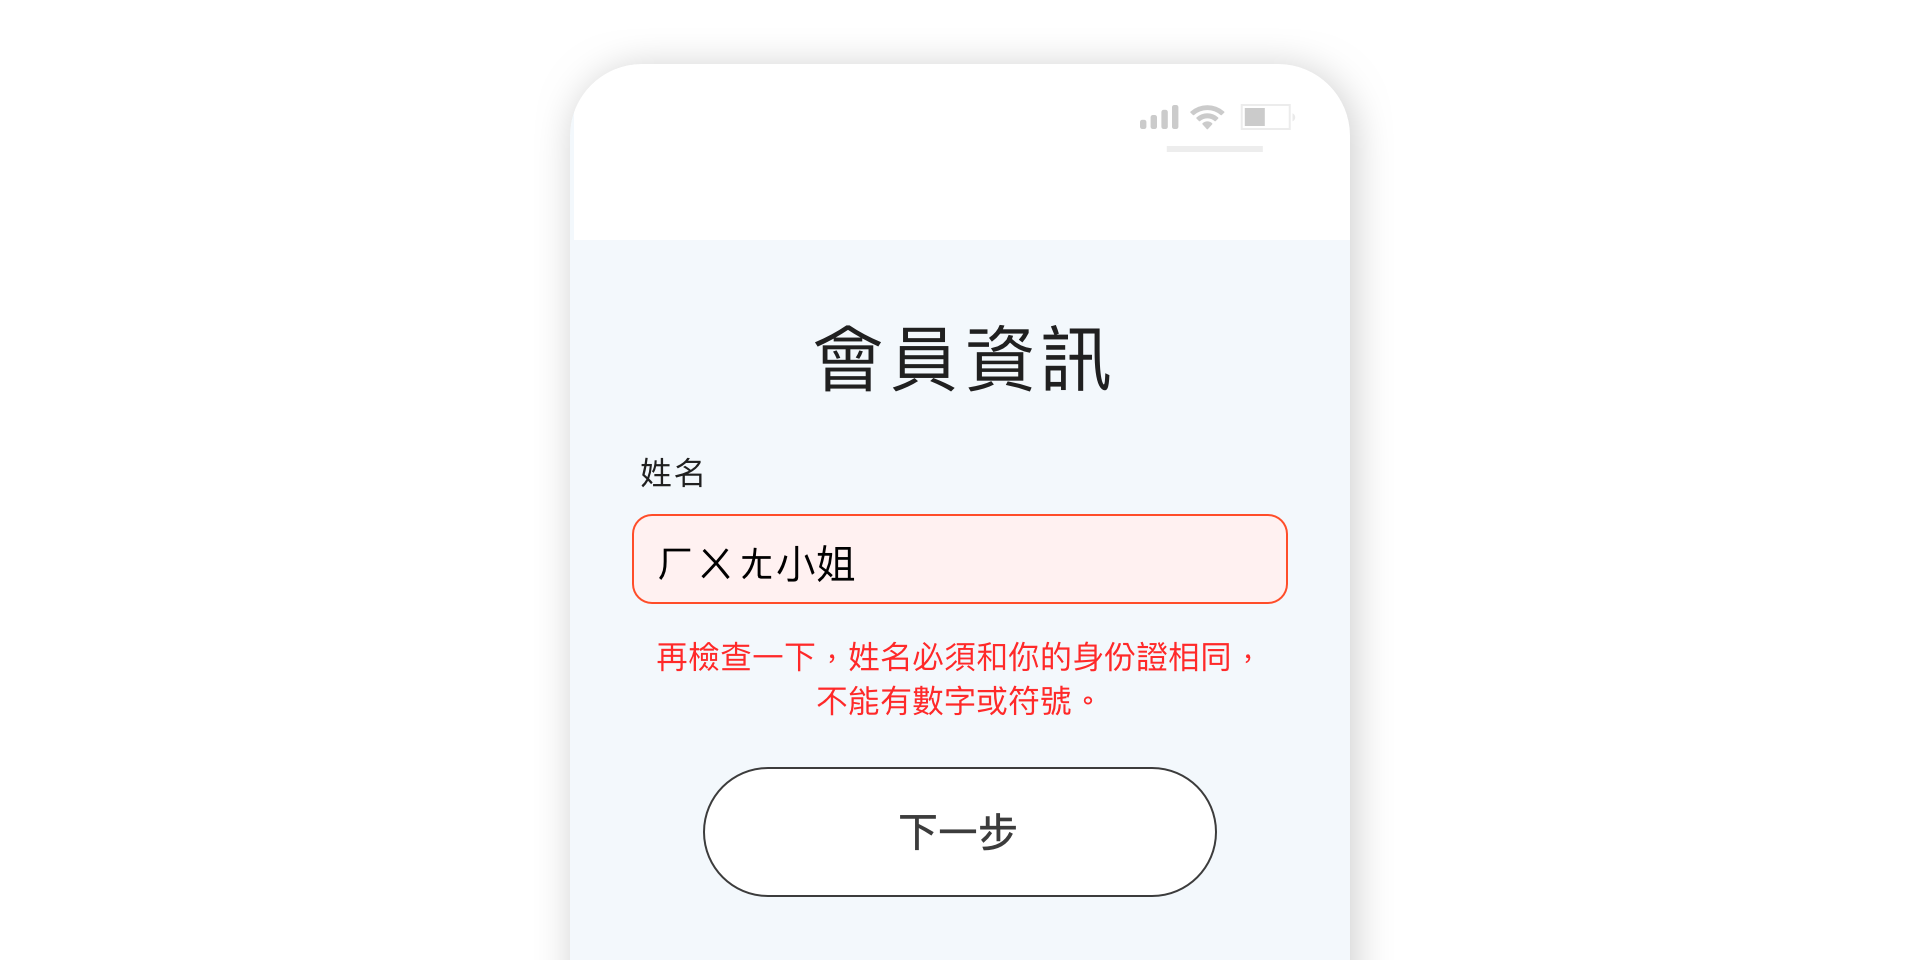 會員資訊
姓名
ㄏㄨㄤ小姐
再檢查一下，姓名必須和你的身份證相同，
不能有數字或符號。
下一步